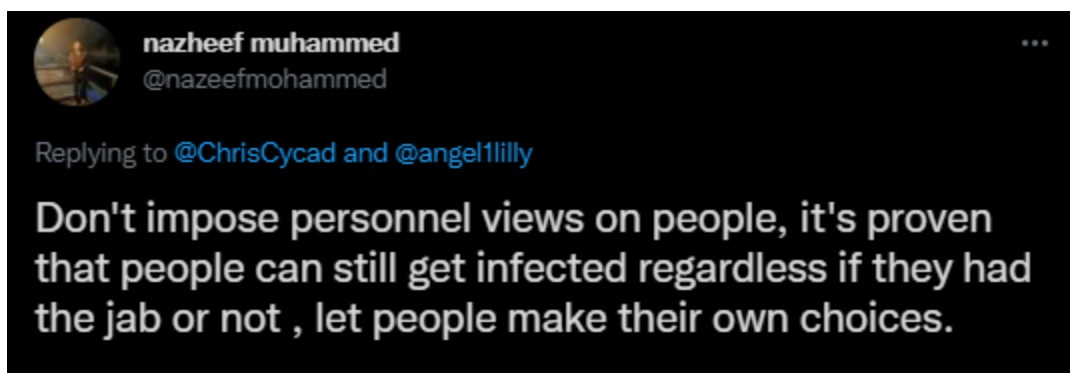 nazheef muhammed
@nazeefmohammed
Replying to @ChrisCycad and @angel1lilly
Don't impose personnel views on people, it's proven
that people can still get infected regardless if they had
the jab or not , let people make their own choices.